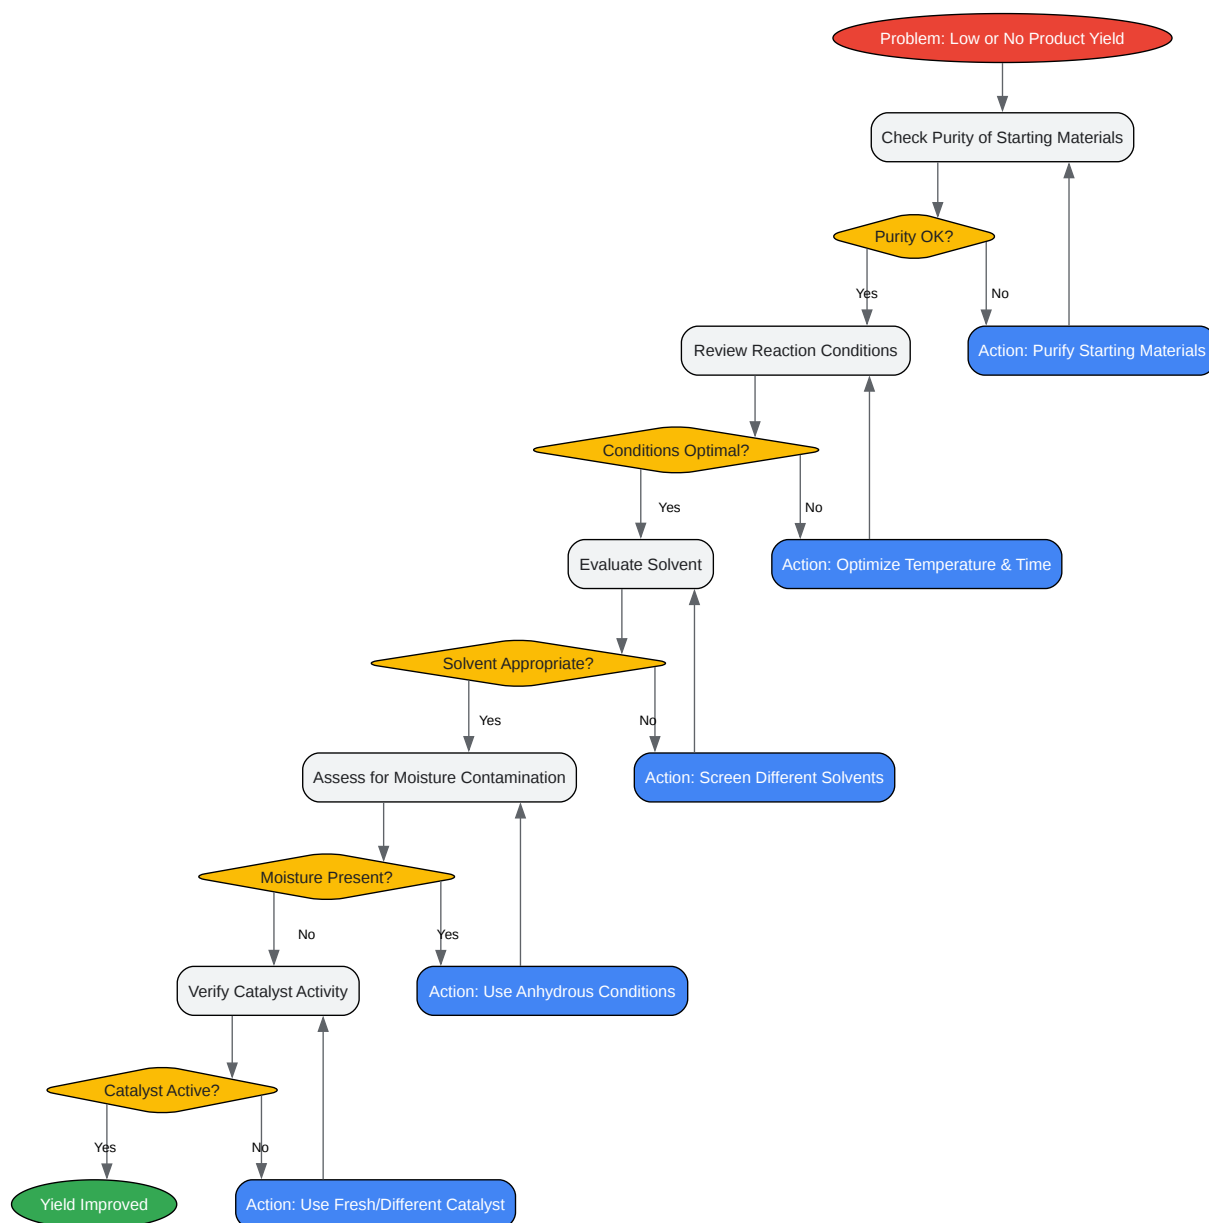 Problem: Low or No Product Yield
Check Purity of Starting Materials
Purity OK?
Yes
No
Review Reaction Conditions
Action: Purify Starting Materials
Conditions Optimal?
Yes
No
Evaluate Solvent
Action: Optimize Temperature & Time
Solvent Appropriate?
Yes
No
Assess for Moisture Contamination
Action: Screen Different Solvents
Moisture Present?
No
Yes
Verify Catalyst Activity
Action: Use Anhydrous Conditions
Catalyst Active?
Yes
No
Yield Improved
Action: Use Fresh/Different Catalyst